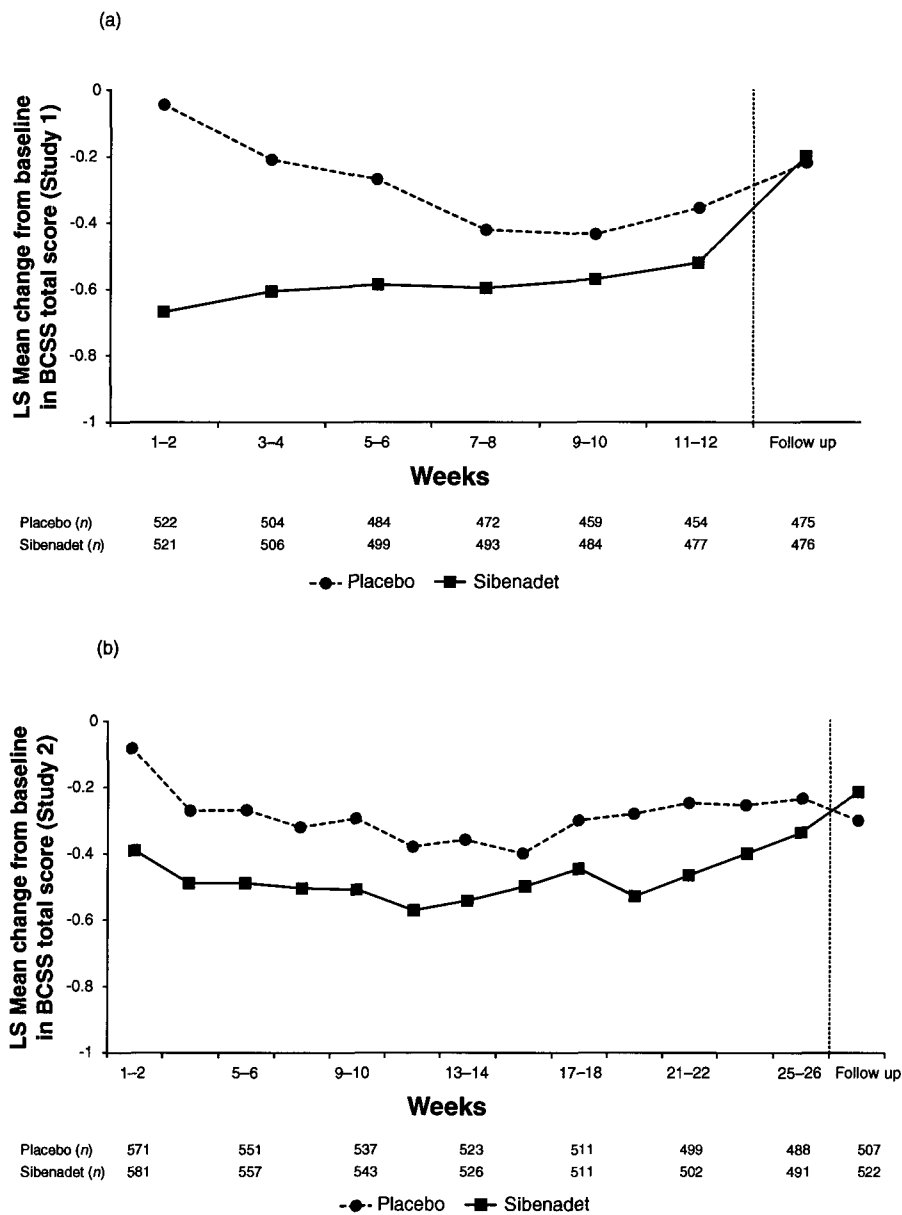 (a)
LS Mean change from baseline
in BCSS total score (Study 1)
0
-0.2
-0.4
-0.6
-0.8
-1
1–2 3–4 5–6 7–8 9–10 11–12 Follow up
Weeks
Placebo (n) 522 504 484 472 459 454 475
Sibenadet (n) 521 506 499 493 484 477 476
Placebo Sibenadet
(b)
LS Mean change from baseline
in BCSS total score (Study 2)
0
-0.2
-0.4
-0.6
-0.8
-1
1–2 5–6 9–10 13–14 17–18 21–22 25–26 Follow up
Weeks
Placebo (n) 571 551 537 523 511 499 488 507
Sibenadet (n) 581 557 543 526 511 502 491 522
Placebo Sibenadet